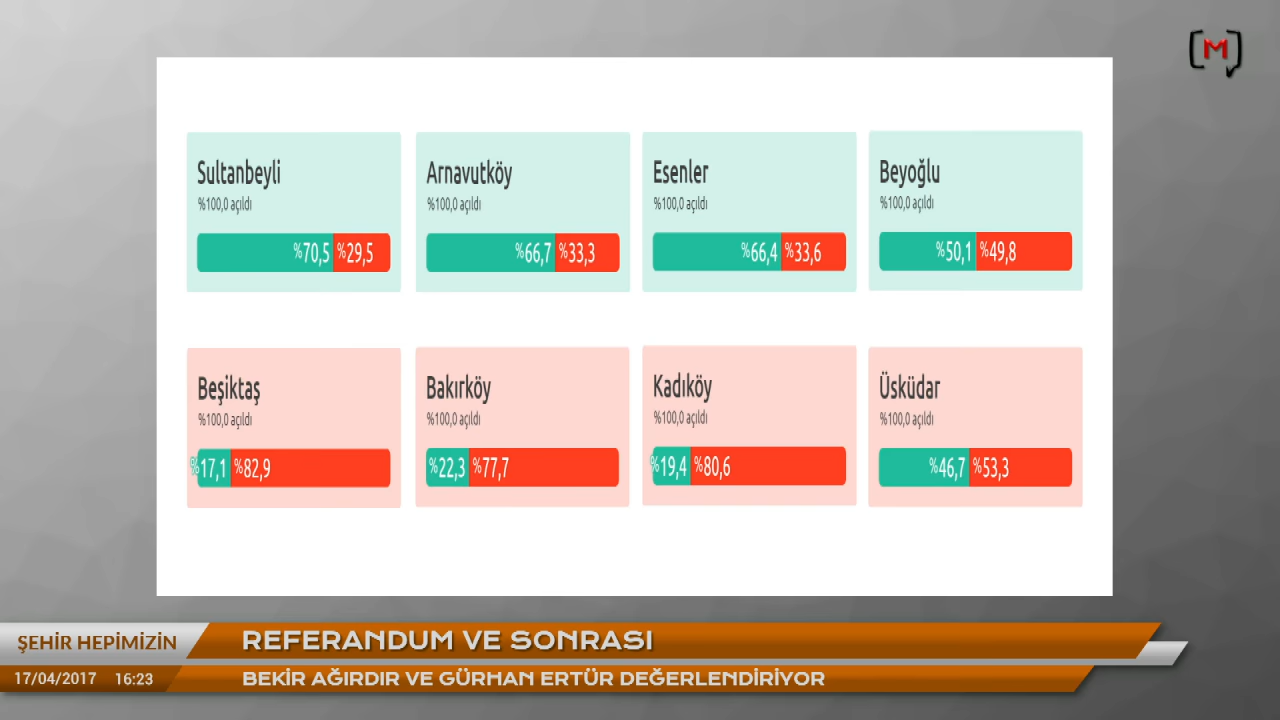 [M]
Sultanbeyli
%100,0 açıldı
%70,5 %29,5
Arnavutköy
%100,0 açıldı
%66,7 %33,3
Esenler
%100,0 açıldı
%66,4 %33,6
Beyoğlu
%100,0 açıldı
%50,1 %49,8
Beşiktaş
%100,0 açıldı
%17,1 %82,9
Bakırköy
%100,0 açıldı
%22,3 %77,7
Kadıköy
%100,0 açıldı
%19,4 %80,6
Üsküdar
%100,0 açıldı
%46,7 %53,3
ŞEHİR HEPİMİZİN
REFERANDUM VE SONRASI
17/04/2017 16:23
BEKİR AĞIRDIR VE GÜRHAN ERTÜR DEĞERLENDİRİYOR